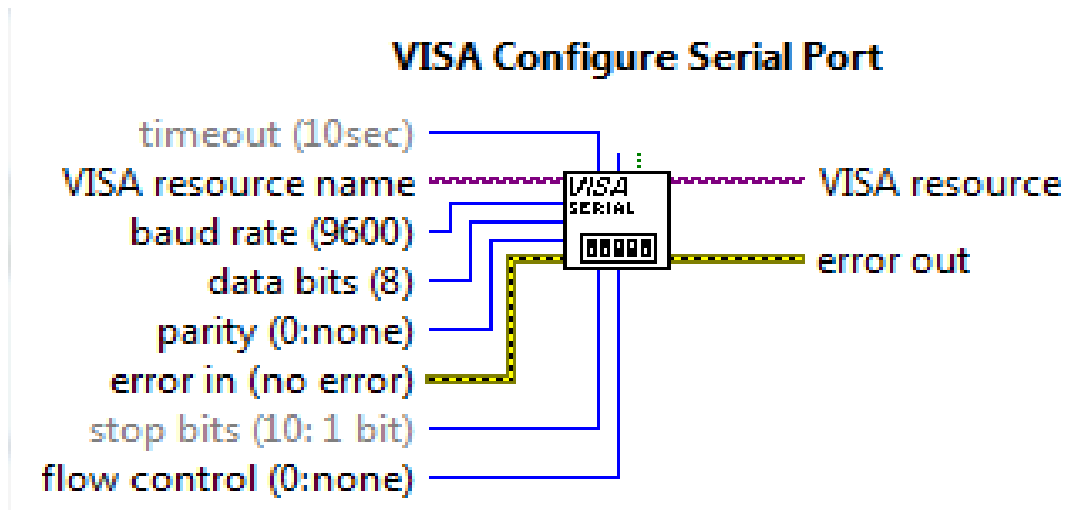 VISA Configure Serial Port
timeout (10sec)
VISA resource name
VISA resource
baud rate (9600)
data bits (8)
parity (0:none)
error in (no error)
error out
stop bits (10: 1 bit)
flow control (0:none)
VISA
SERIAL